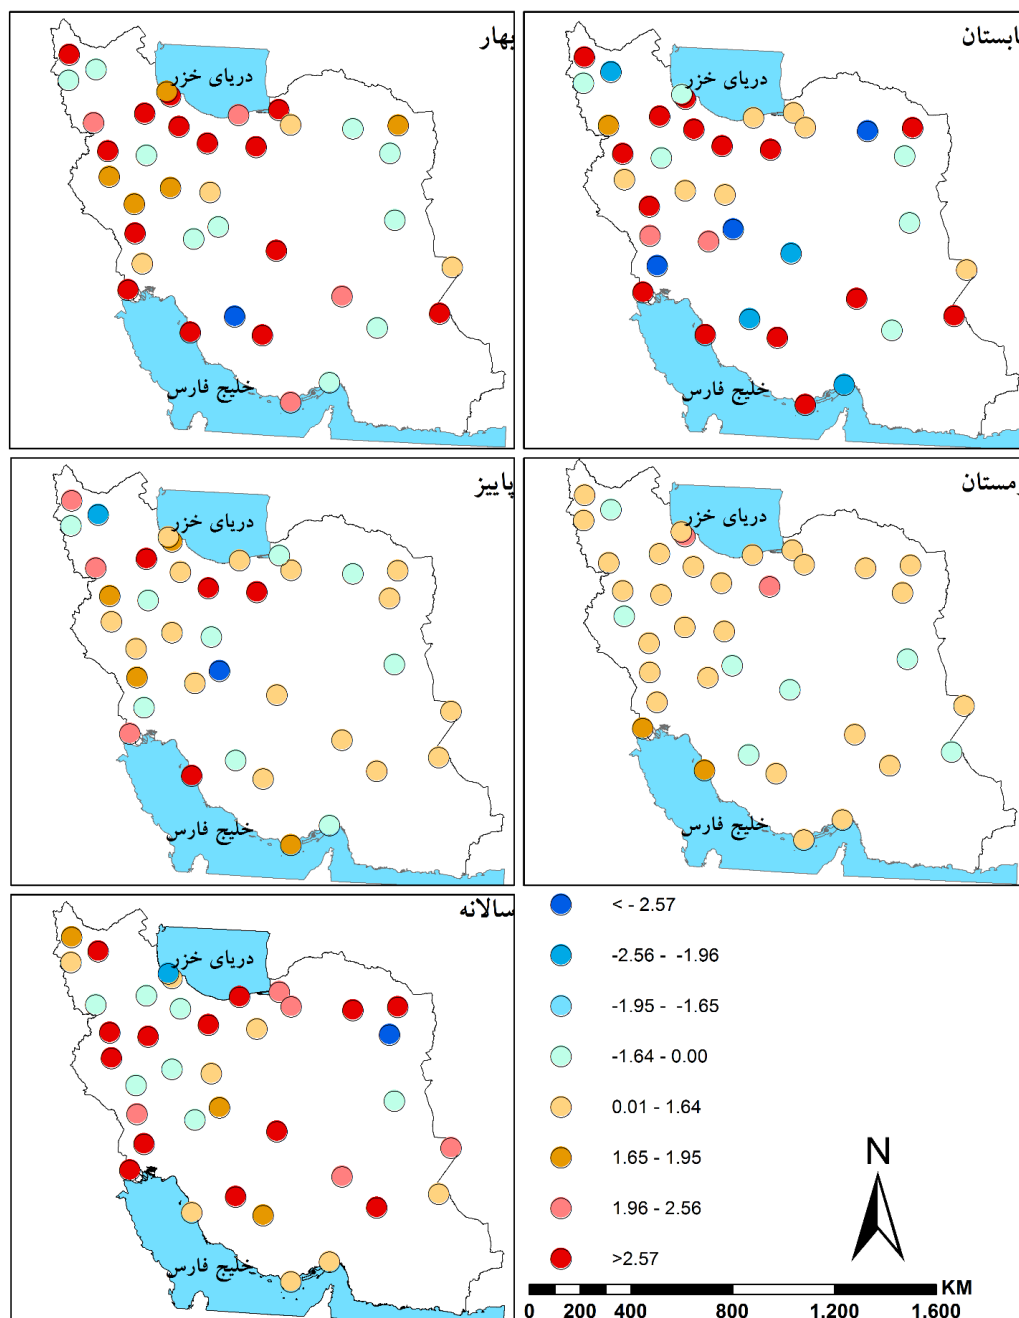 بهار
دریای خزر
خلیج فارس
ابستان
دریای خزر
خلیج فارس
پاییز
دریای خزر
خلیج فارس
زمستان
دریای خزر
خلیج فارس
سالانه
دریای خزر
خلیج فارس
< - 2.57
-2.56 - -1.96
-1.95 - -1.65
-1.64 - 0.00
0.01 - 1.64
1.65 - 1.95
1.96 - 2.56
>2.57
N
KM
0 200 400 800 1,200 1,600